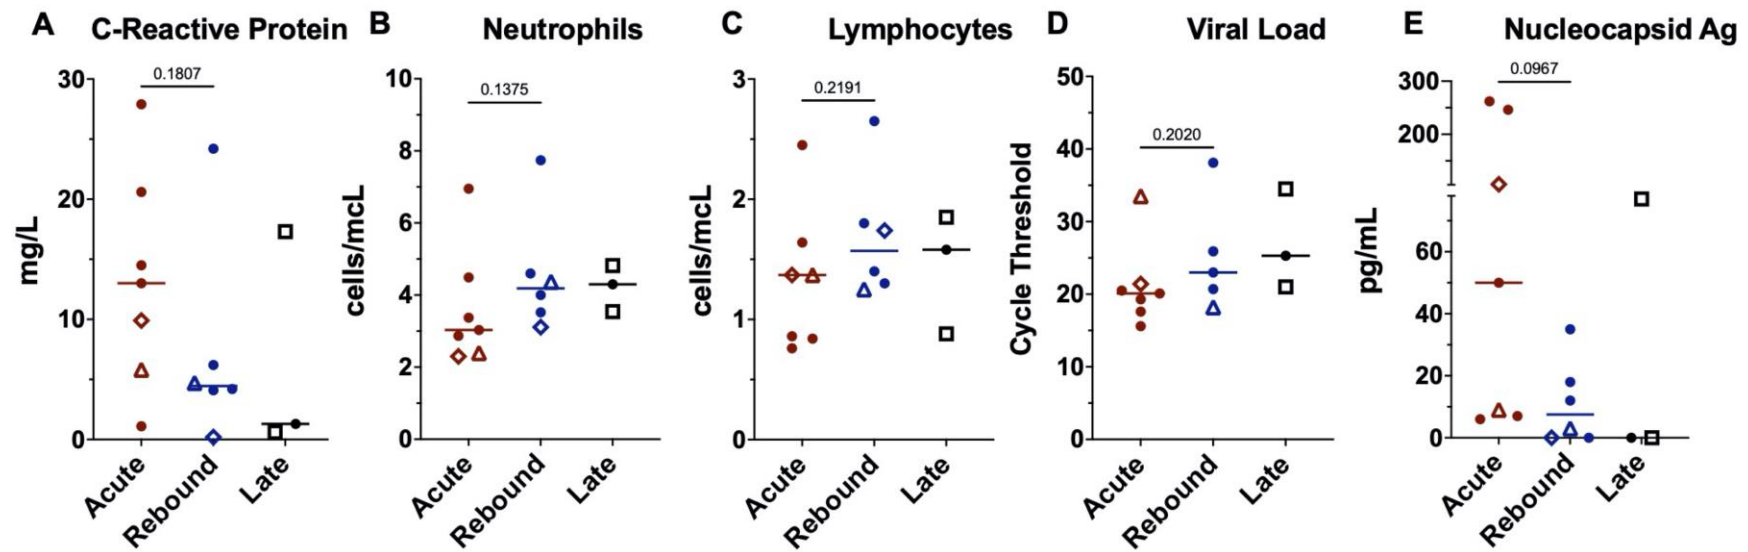 A C-Reactive Protein
mg/L
30
20
10
0
0.1807
Acute
Rebound
Late
B Neutrophils
cells/mcL
10
8
6
4
2
0
0.1375
Acute
Rebound
Late
C Lymphocytes
cells/mcL
3
2
1
0
0.2191
Acute
Rebound
Late
D Viral Load
Cycle Threshold
50
40
30
20
10
0
0.2020
Acute
Rebound
Late
E Nucleocapsid Ag
pg/mL
300
200
60
40
20
0
0.0967
Acute
Rebound
Late